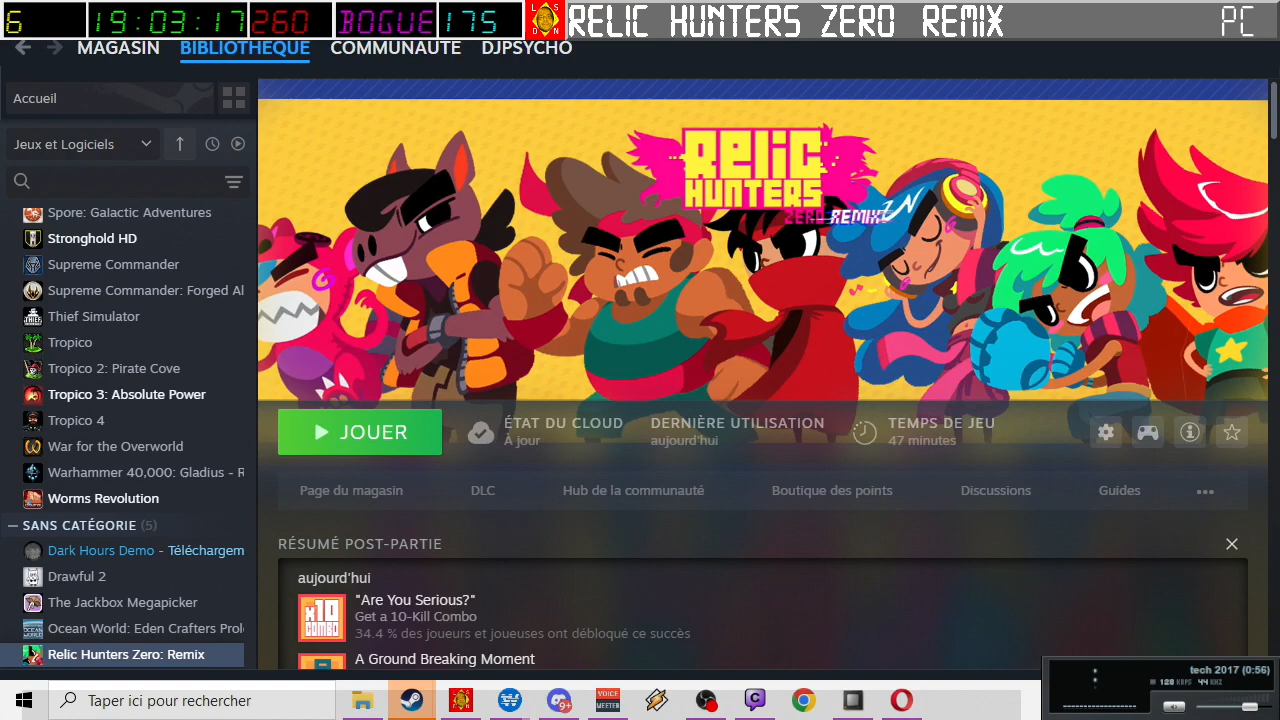 6 19:03:17 260 BOGUE 175 LSDN RELIC HUNTERS ZERO REMIX PC
MAGASIN BIBLIOTHEQUE COMMUNAUTE DJPSYCHO
Accueil
Jeux et Logiciels
Spore: Galactic Adventures
Stronghold HD
Supreme Commander
Supreme Commander: Forged Al
Thief Simulator
Tropico
Tropico 2: Pirate Cove
Tropico 3: Absolute Power
Tropico 4
War for the Overworld
Warhammer 40,000: Gladius - R
Worms Revolution
SANS CATÉGORIE (5)
Dark Hours Demo - Téléchargem
Drawful 2
The Jackbox Megapicker
Ocean World: Eden Crafters Prol
Relic Hunters Zero: Remix
RELIC
HUNTERS
ZERO REMIX
JOUER
ÉTAT DU CLOUD
À jour
DERNIÈRE UTILISATION
aujourd'hui
TEMPS DE JEU
47 minutes
Page du magasin DLC Hub de la communauté Boutique des points Discussions Guides
RÉSUMÉ POST-PARTIE
aujourd'hui
x10
COMBO
"Are You Serious?"
Get a 10-Kill Combo
34.4 % des joueurs et joueuses ont débloqué ce succès
A Ground Breaking Moment
tech 2017 (0:56)
128 KBPS 44 KHZ
Taper ici pour rechercher
9+
VOICE
MEETER